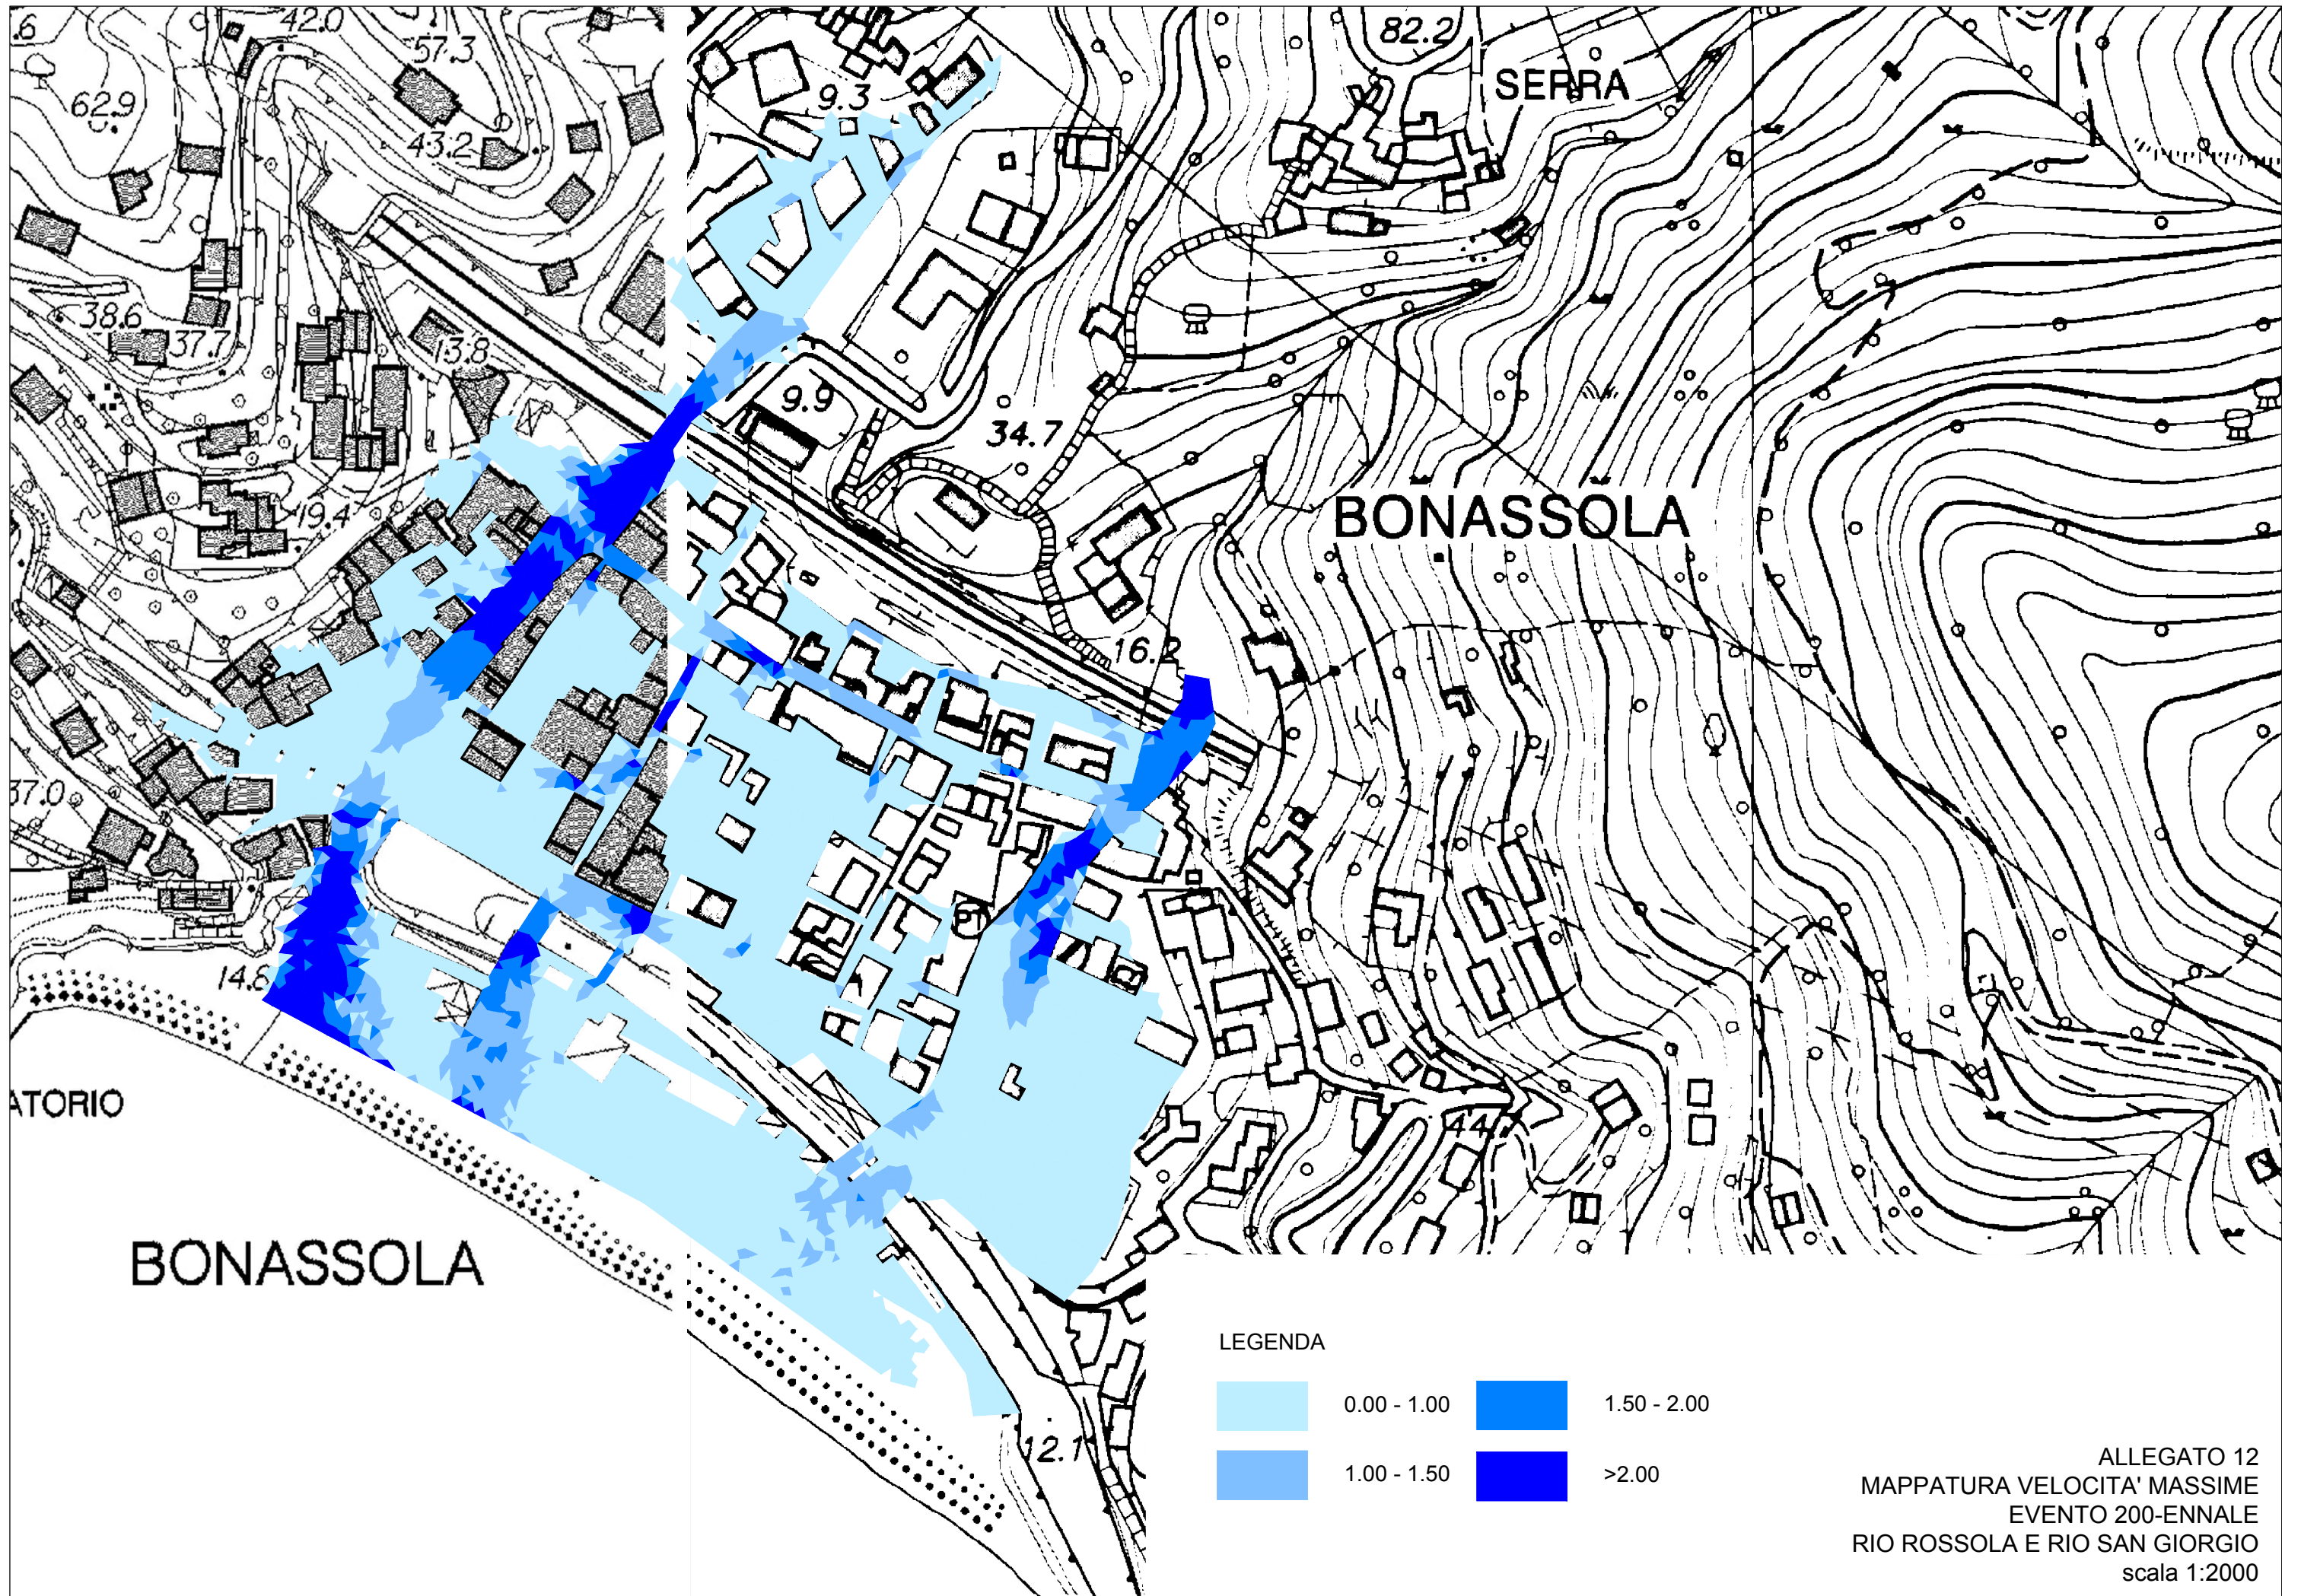 .6
42.0
57.3
82.2
SERRA
62.9
9.3
43.2
38.6
37.7
13.8
9.9
34.7
19.4
BONASSOLA
16.2
37.0
PT
14.8
ATORIO
44.
BONASSOLA
LEGENDA
0.00 - 1.00
1.50 - 2.00
1.00 - 1.50
>2.00
12.1
ALLEGATO 12
MAPPATURA VELOCITA' MASSIME
EVENTO 200-ENNALE
RIO ROSSOLA E RIO SAN GIORGIO
scala 1:2000